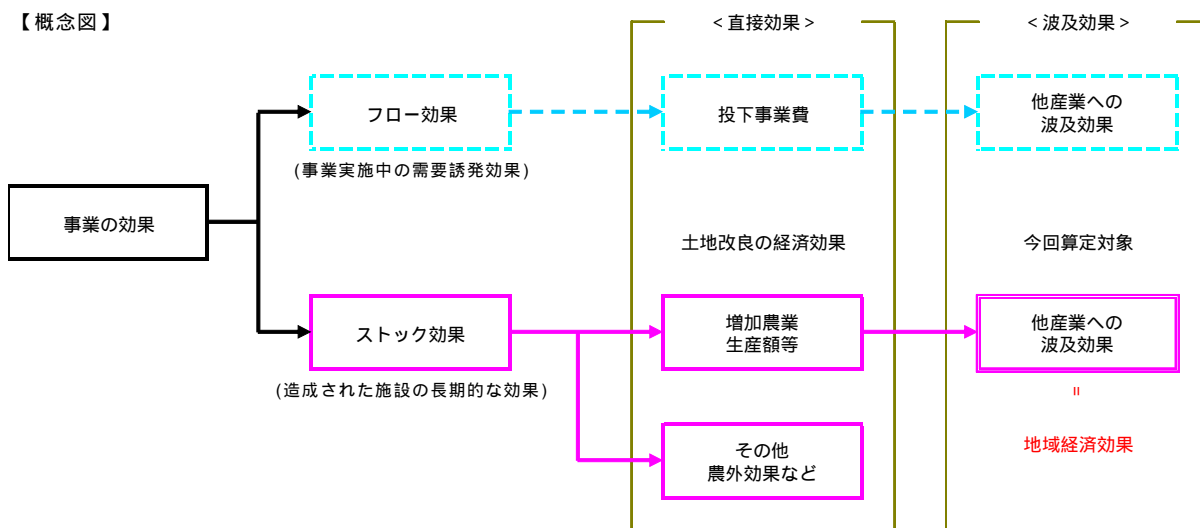 【概念図】
＜直接効果＞
＜波及効果＞
フロー効果
投下事業費
他産業への
波及効果
(事業実施中の需要誘発効果)
事業の効果
土地改良の経済効果
今回算定対象
ストック効果
増加農業
生産額等
他産業への
波及効果
(造成された施設の長期的な効果)
＝
地域経済効果
その他
農外効果など